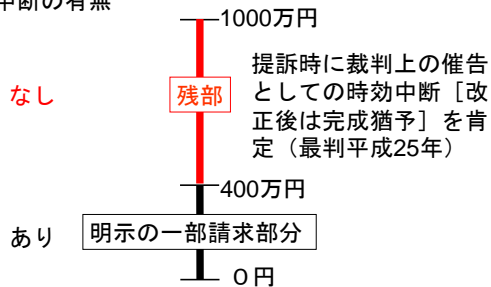 中断の有無
1000万円
なし
残部
提訴時に裁判上の催告
としての時効中断［改
正後は完成猶予］を肯
定（最判平成25年）
400万円
あり
明示の一部請求部分
０円